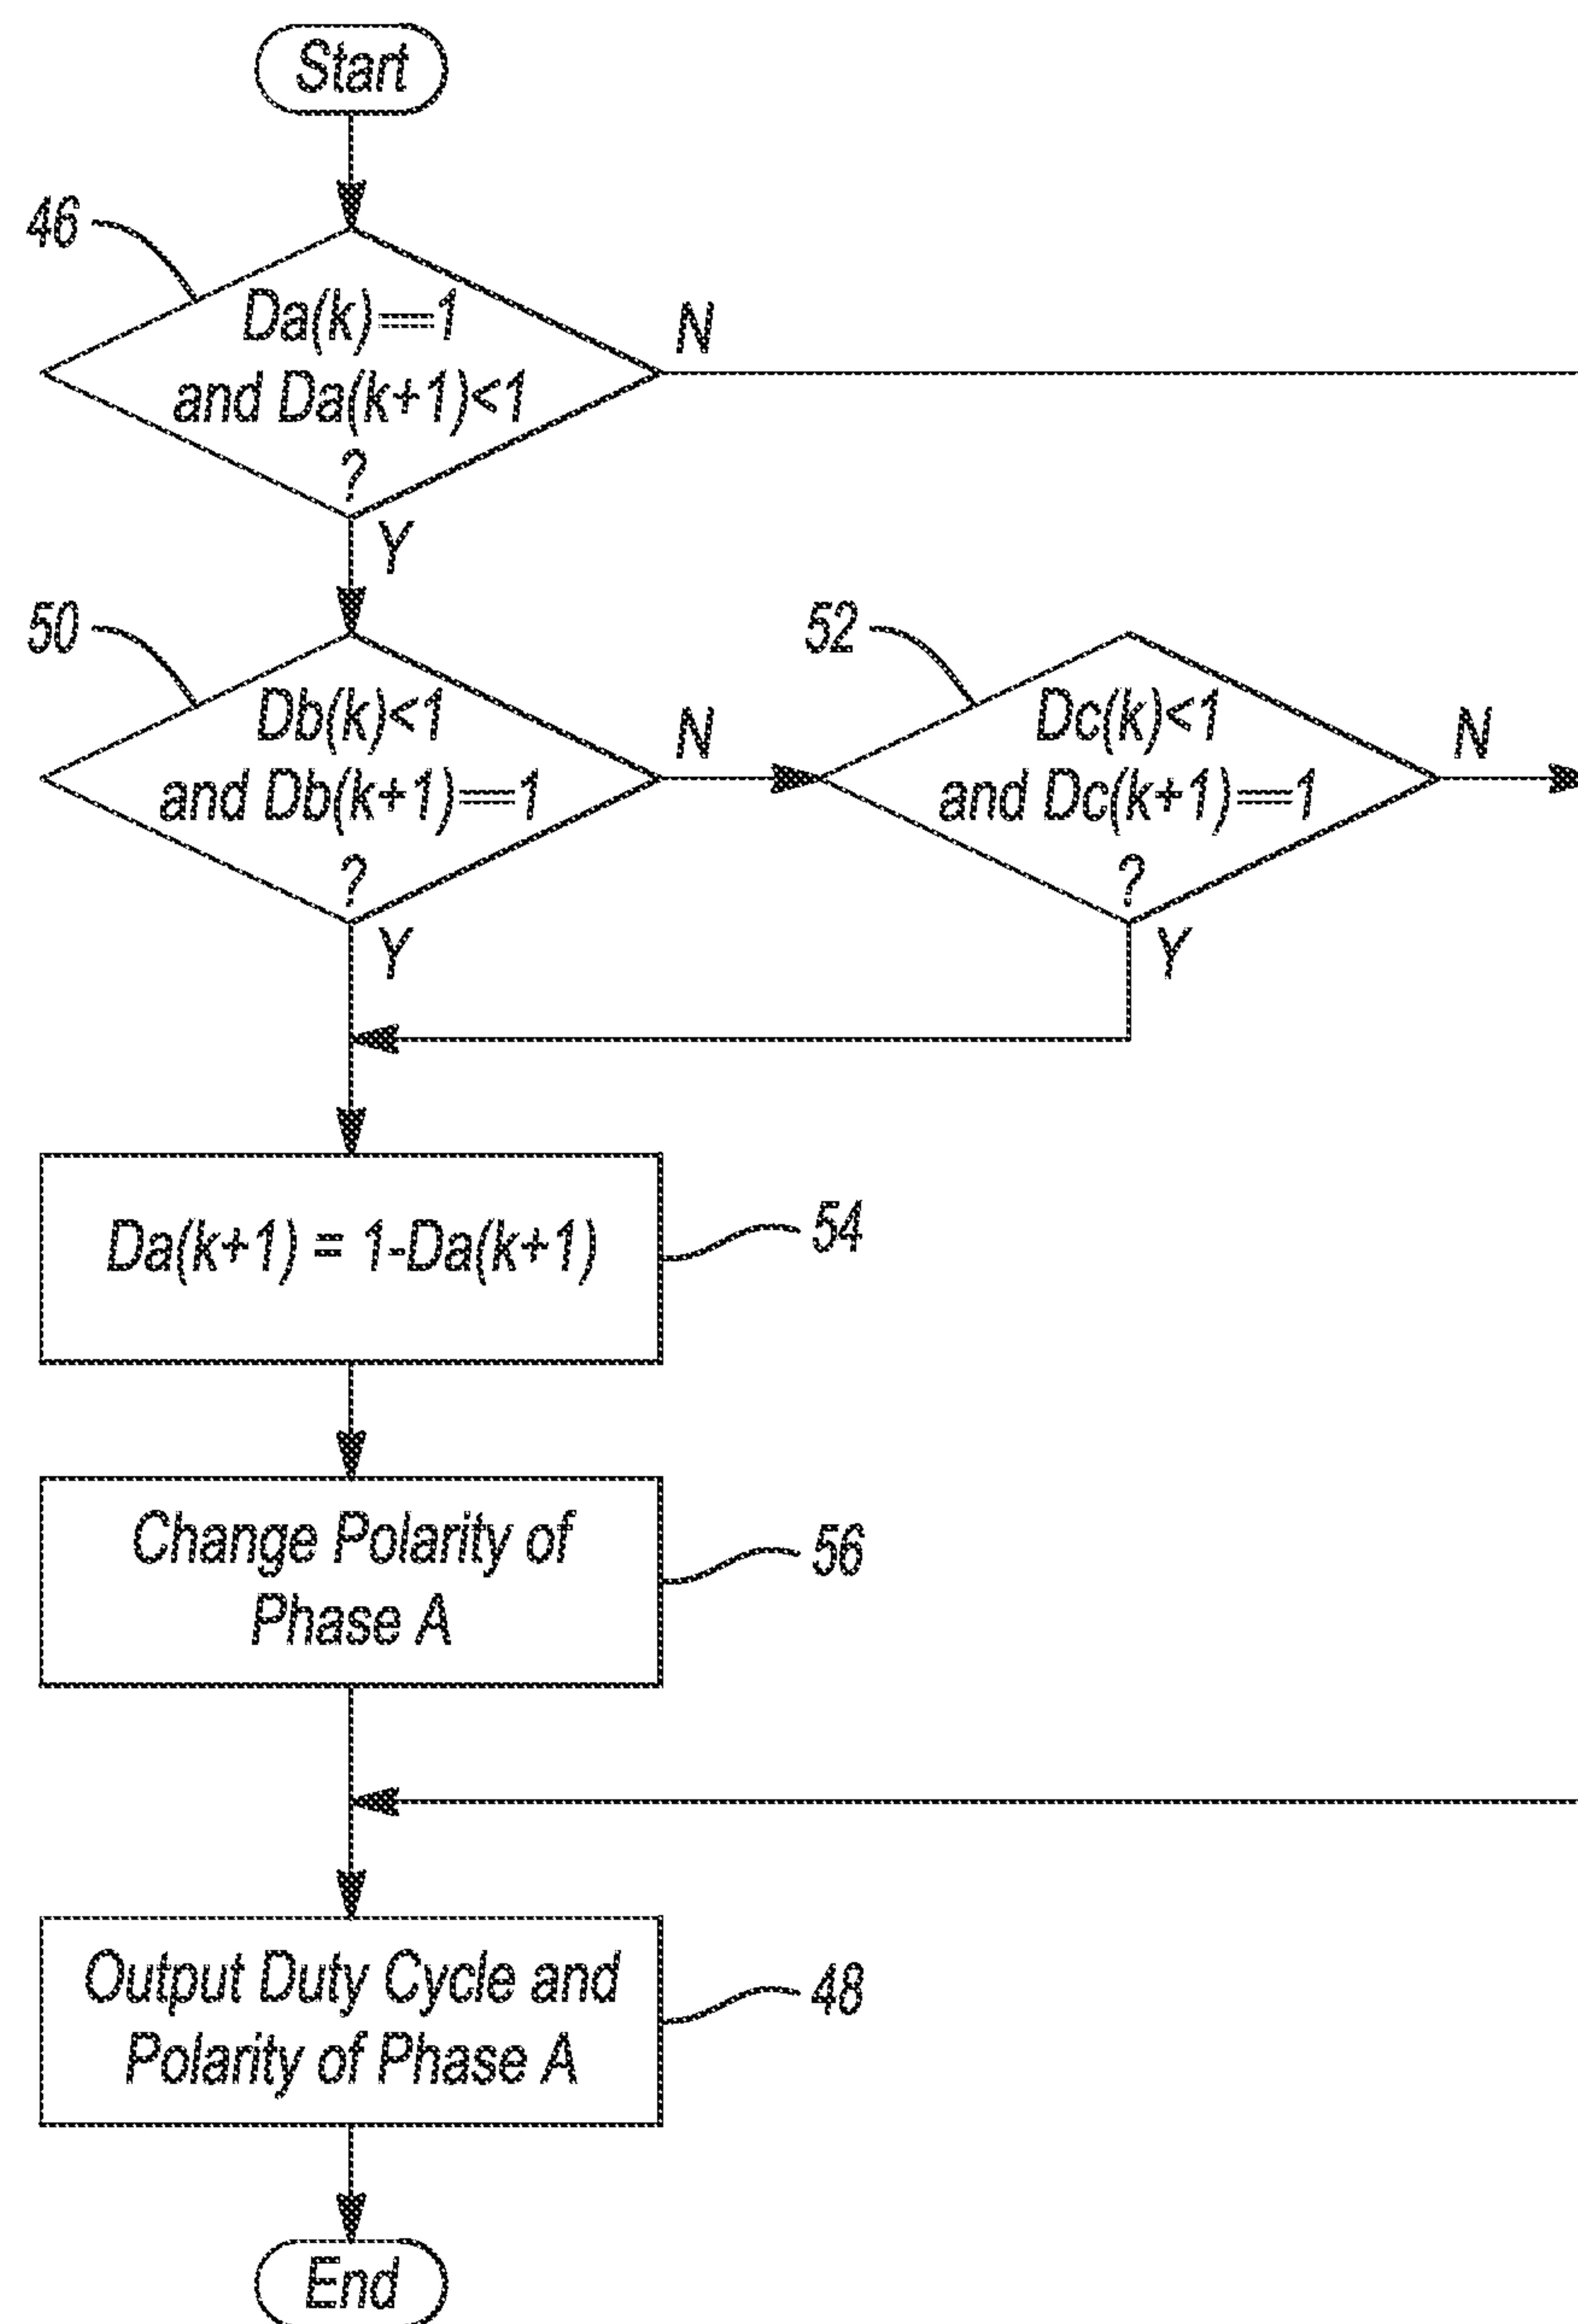 Start
46
Da(k)==1
and Da(k+1)<1
?
N
Y
50
Db(k)<1
and Db(k+1)==1
?
N
Y
52
Dc(k)<1
and Dc(k+1)==1
?
N
Y
Da(k+1) = 1-Da(k+1)
54
Change Polarity of
Phase A
56
Output Duty Cycle and
Polarity of Phase A
48
End